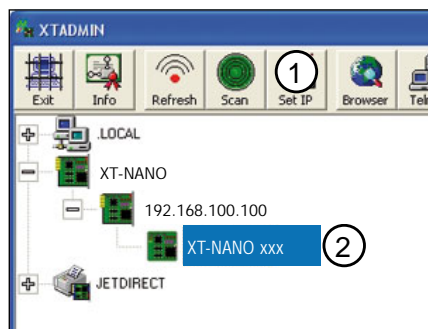 XTADMIN
Exit Info Refresh Scan Set IP Browser
1
.LOCAL
XT-NANO
192.168.100.100
XT-NANO xxx 2
JETDIRECT